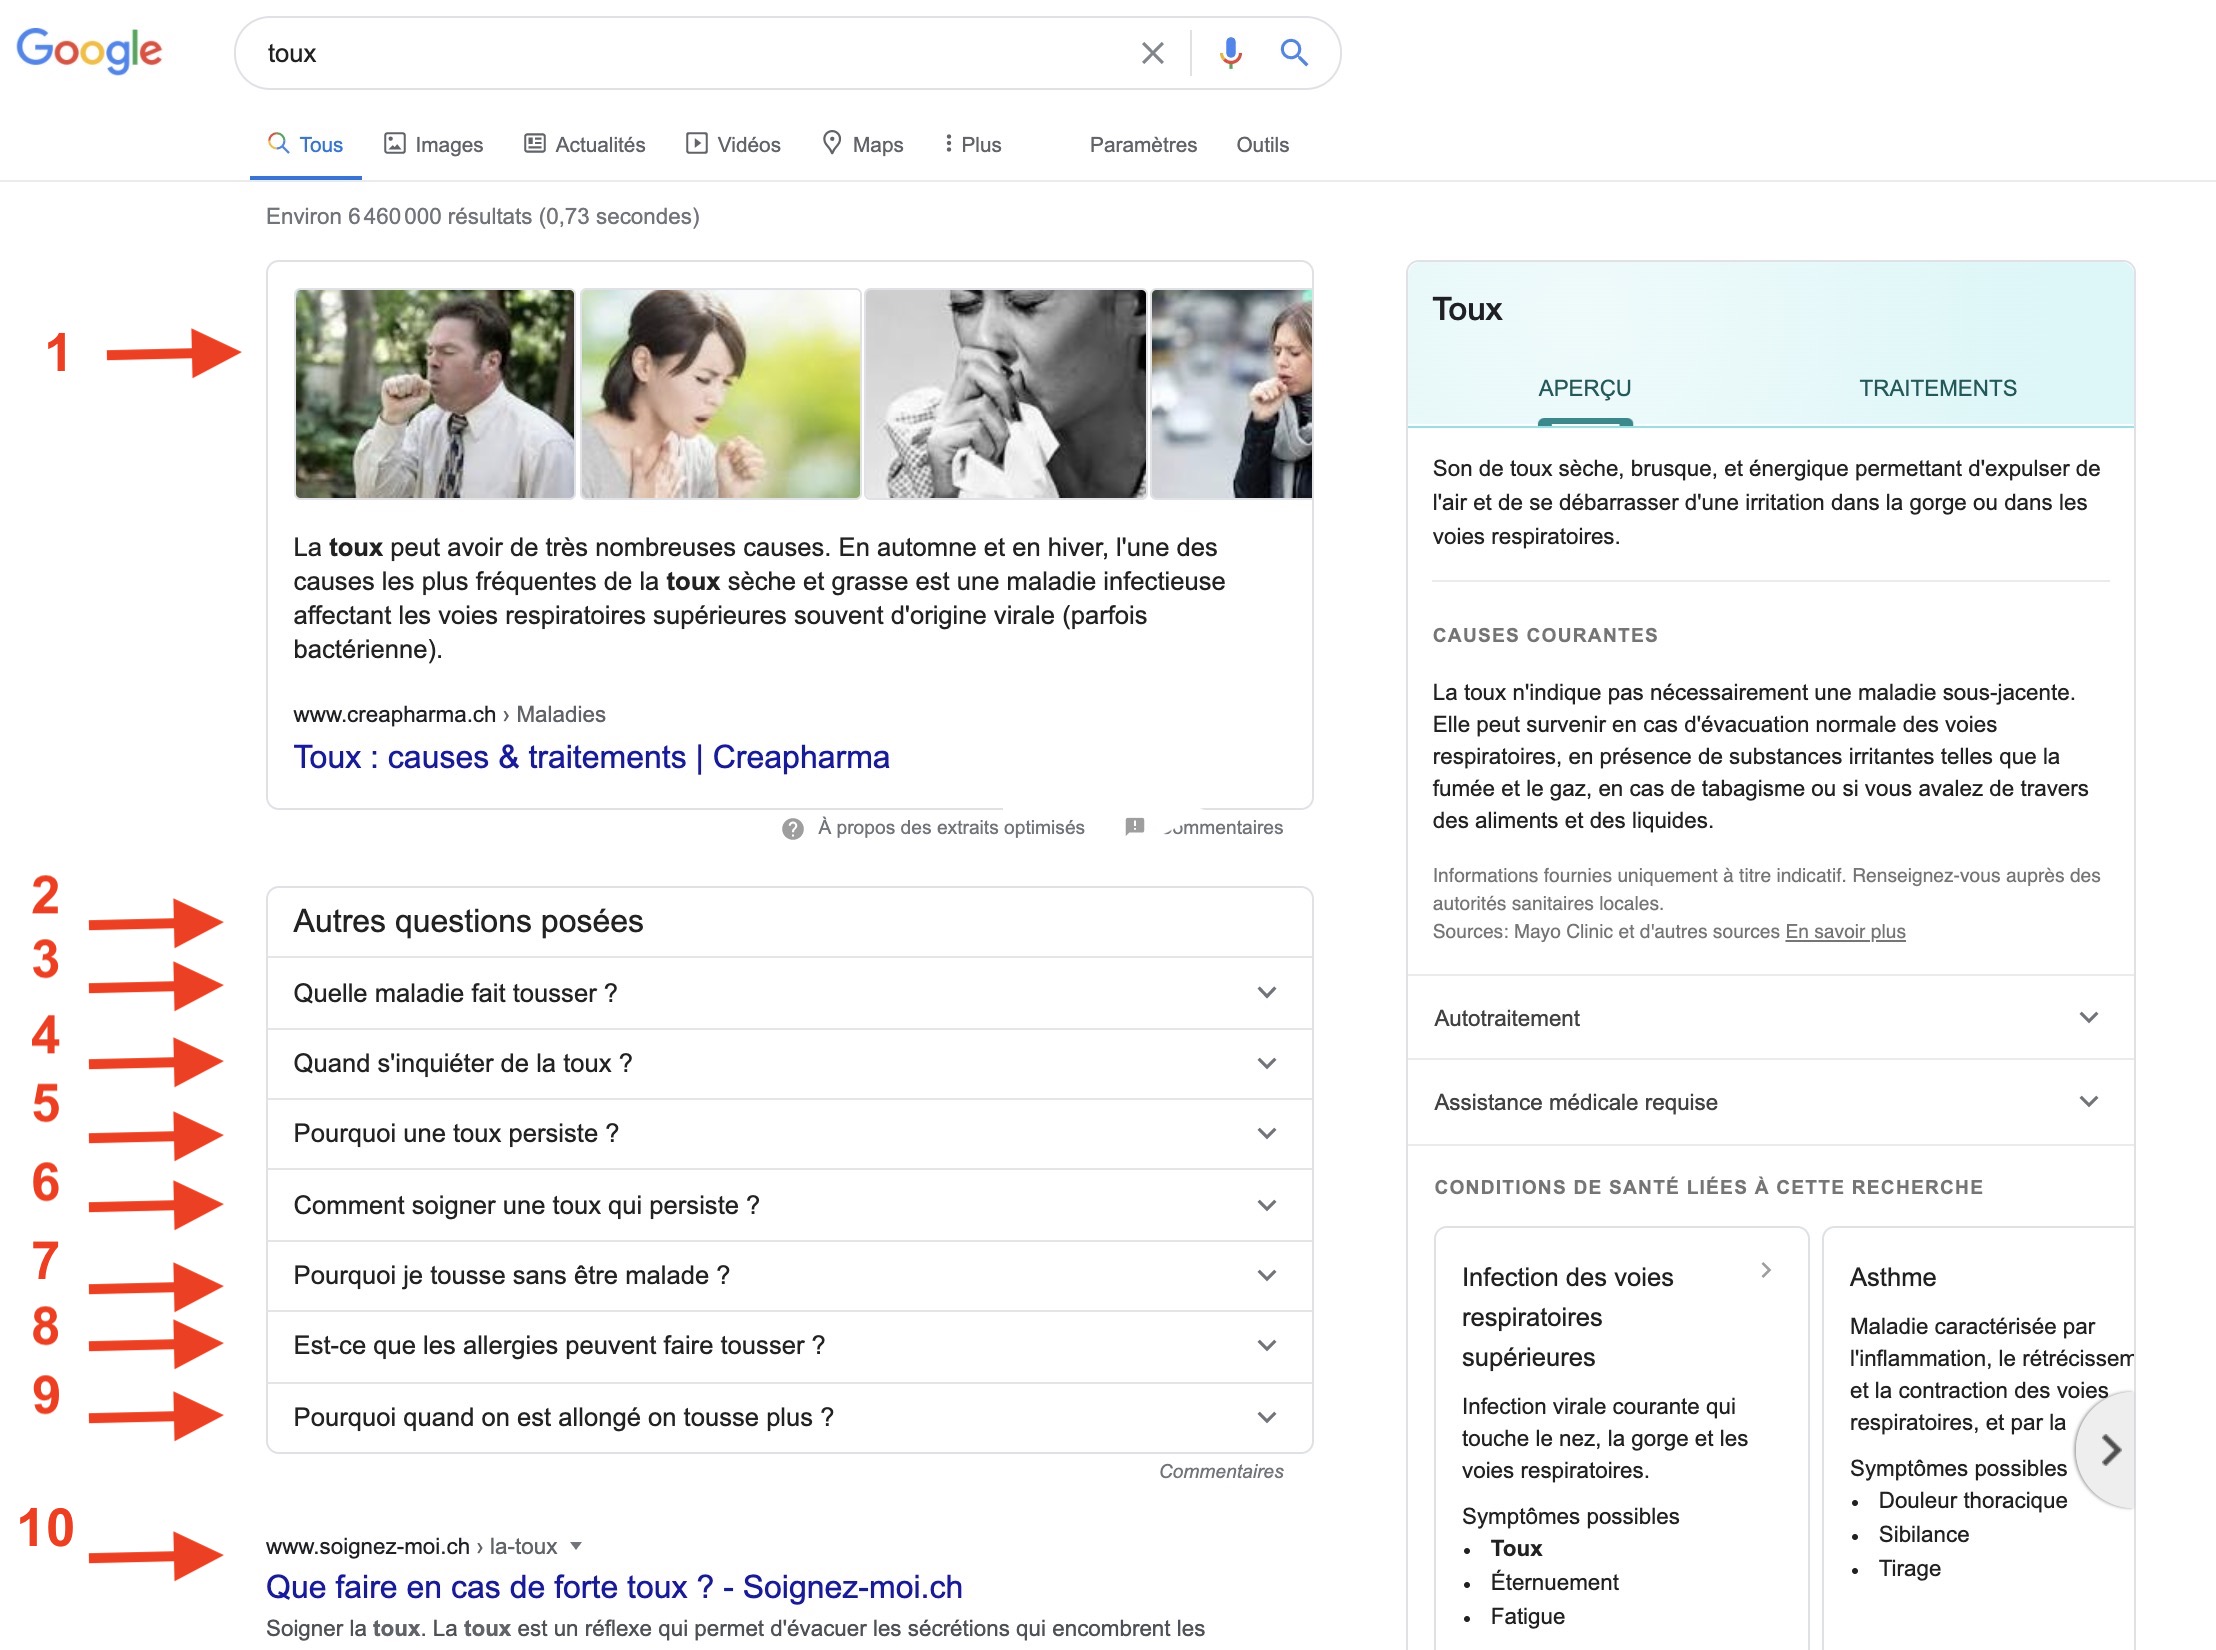 Google
toux
Tous
Images
Actualités
Vidéos
Maps
Plus
Paramètres
Outils
Environ 6 460 000 résultats (0,73 secondes)
1
La toux peut avoir de très nombreuses causes. En automne et en hiver, l'une des
causes les plus fréquentes de la toux sèche et grasse est une maladie infectieuse
affectant les voies respiratoires supérieures souvent d'origine virale (parfois
bactérienne).
www.creapharma.ch › Maladies
Toux : causes & traitements | Creapharma
À propos des extraits optimisés
Commentaires
2
Autres questions posées
3
Quelle maladie fait tousser ?
4
Quand s'inquiéter de la toux ?
5
Pourquoi une toux persiste ?
6
Comment soigner une toux qui persiste ?
7
Pourquoi je tousse sans être malade ?
8
Est-ce que les allergies peuvent faire tousser ?
9
Pourquoi quand on est allongé on tousse plus ?
Commentaires
10
www.soignez-moi.ch › la-toux
Que faire en cas de forte toux ? - Soignez-moi.ch
Soigner la toux. La toux est un réflexe qui permet d'évacuer les sécrétions qui encombrent les
Toux
APERÇU
TRAITEMENTS
Son de toux sèche, brusque, et énergique permettant d'expulser de
l'air et de se débarrasser d'une irritation dans la gorge ou dans les
voies respiratoires.
CAUSES COURANTES
La toux n'indique pas nécessairement une maladie sous-jacente.
Elle peut survenir en cas d'évacuation normale des voies
respiratoires, en présence de substances irritantes telles que la
fumée et le gaz, en cas de tabagisme ou si vous avalez de travers
des aliments et des liquides.
Informations fournies uniquement à titre indicatif. Renseignez-vous auprès des
autorités sanitaires locales.
Sources: Mayo Clinic et d'autres sources En savoir plus
Autotraitement
Assistance médicale requise
CONDITIONS DE SANTÉ LIÉES À CETTE RECHERCHE
Infection des voies
respiratoires
supérieures
Infection virale courante qui
touche le nez, la gorge et les
voies respiratoires.
Symptômes possibles
• Toux
• Éternuement
• Fatigue
Asthme
Maladie caractérisée par
l'inflammation, le rétrécissem
et la contraction des voies
respiratoires, et par la
Symptômes possibles
• Douleur thoracique
• Sibilance
• Tirage